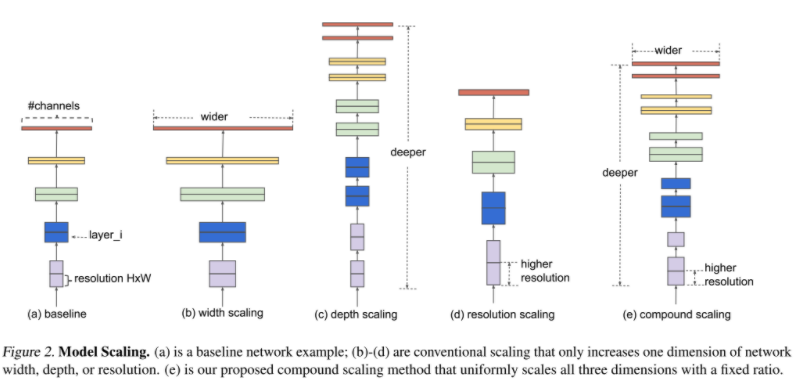 #channels
layer_i
resolution HxW
(a) baseline
wider
(b) width scaling
deeper
(c) depth scaling
higher
resolution
(d) resolution scaling
wider
deeper
higher
resolution
(e) compound scaling
Figure 2. Model Scaling. (a) is a baseline network example; (b)-(d) are conventional scaling that only increases one dimension of network
width, depth, or resolution. (e) is our proposed compound scaling method that uniformly scales all three dimensions with a fixed ratio.